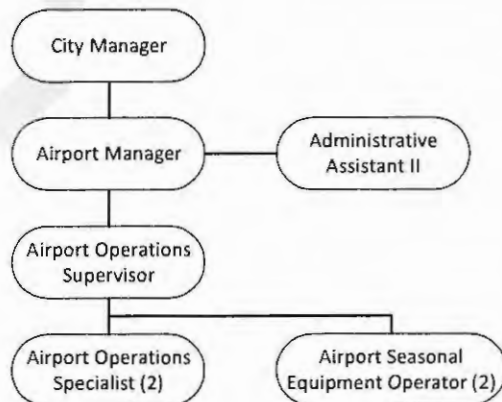 City Manager
Airport Manager
Administrative
Assistant II
Airport Operations
Supervisor
Airport Operations
Specialist (2)
Airport Seasonal
Equipment Operator (2)